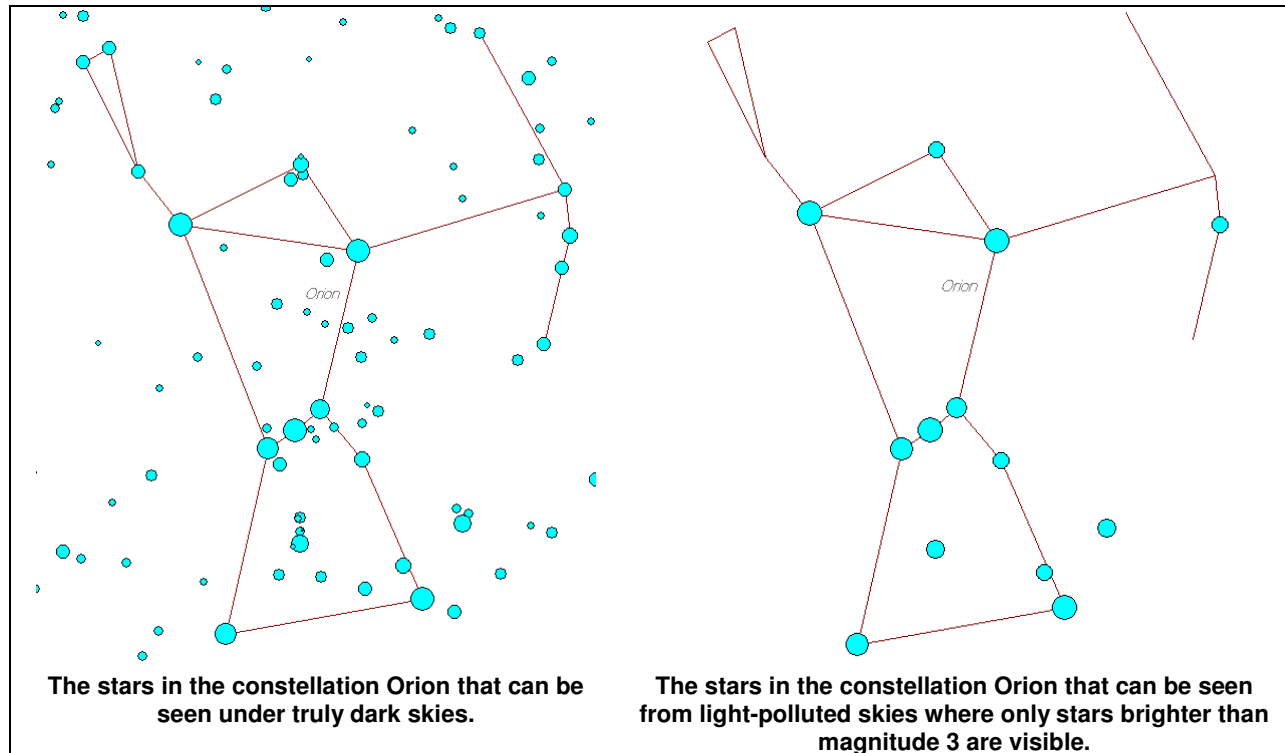 Orion
The stars in the constellation Orion that can be
seen under truly dark skies.
Orion
The stars in the constellation Orion that can be seen
from light-polluted skies where only stars brighter than
magnitude 3 are visible.